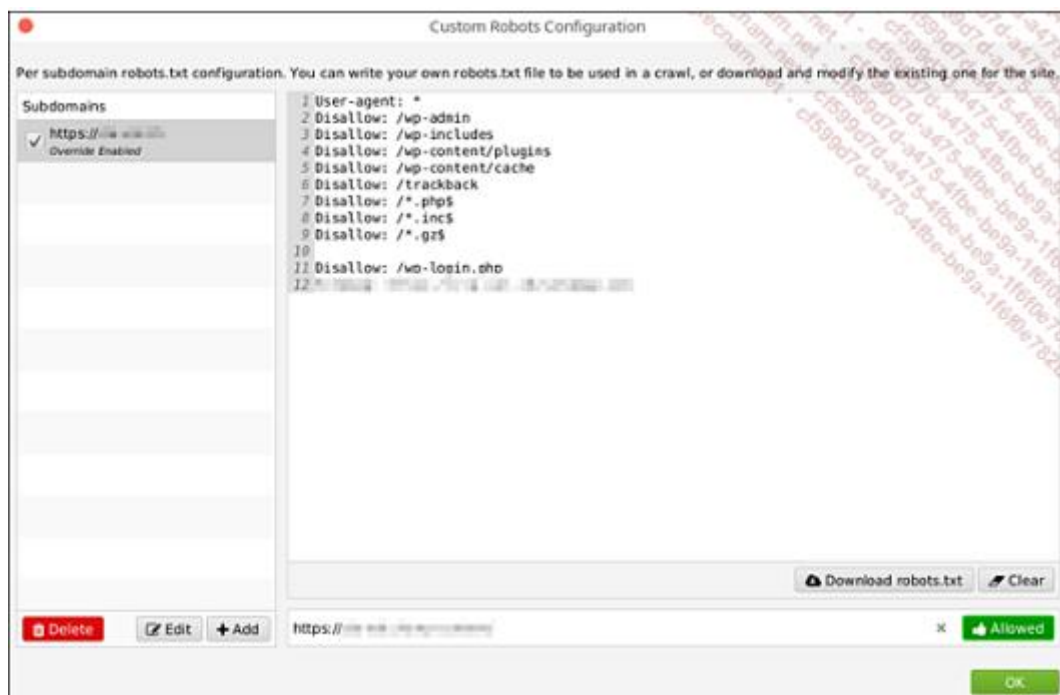 Custom Robots Configuration
Per subdomain robots.txt configuration. You can write your own robots.txt file to be used in a crawl, or download and modify the existing one for the site.
Subdomains
https://
Override Enabled
1 User-agent: *
2 Disallow: /wp-admin
3 Disallow: /wp-includes
4 Disallow: /wp-content/plugins
5 Disallow: /wp-content/cache
6 Disallow: /trackback
7 Disallow: /*.php$
8 Disallow: /*.inc$
9 Disallow: /*.gz$
10
11 Disallow: /wp-login.php
12
Download robots.txt
Clear
Delete
Edit
+ Add
https://
×
Allowed
OK